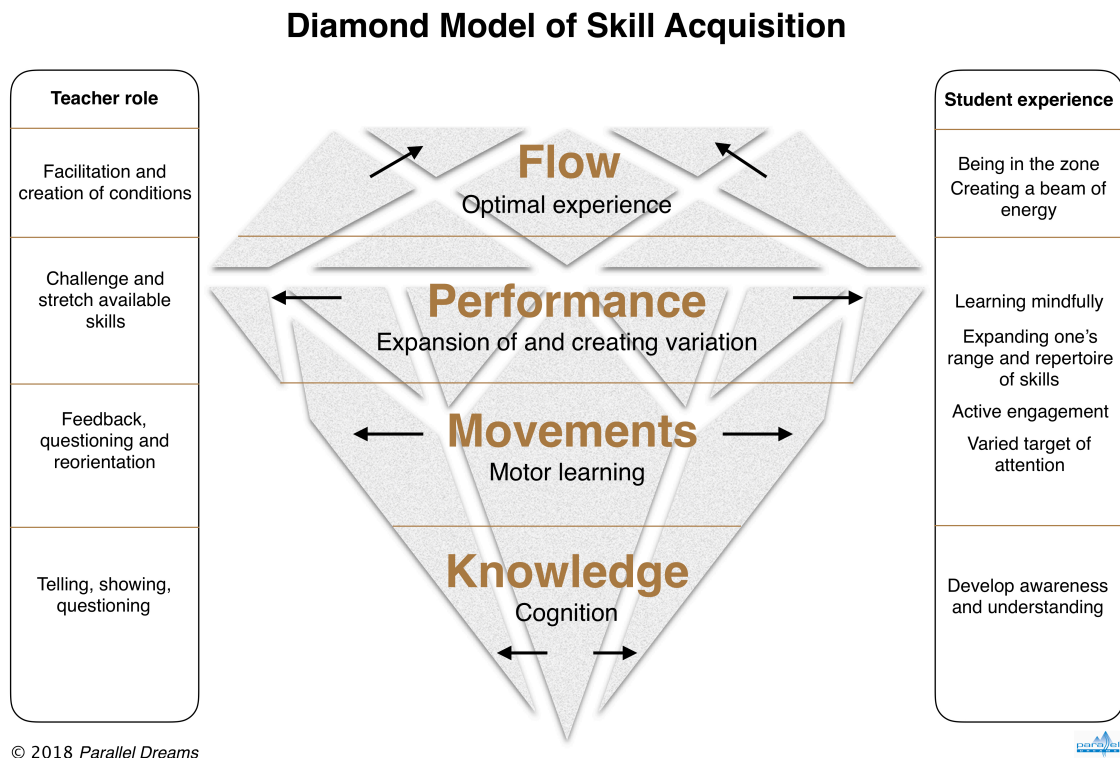 Diamond Model of Skill Acquisition
Teacher role
Facilitation and
creation of conditions
Challenge and
stretch available
skills
Feedback,
questioning and
reorientation
Telling, showing,
questioning
Flow
Optimal experience
Performance
Expansion of and creating variation
Movements
Motor learning
Knowledge
Cognition
Student experience
Being in the zone
Creating a beam of
energy
Learning mindfully
Expanding one’s
range and repertoire
of skills
Active engagement
Varied target of
attention
Develop awareness
and understanding
© 2018 Parallel Dreams
parallel